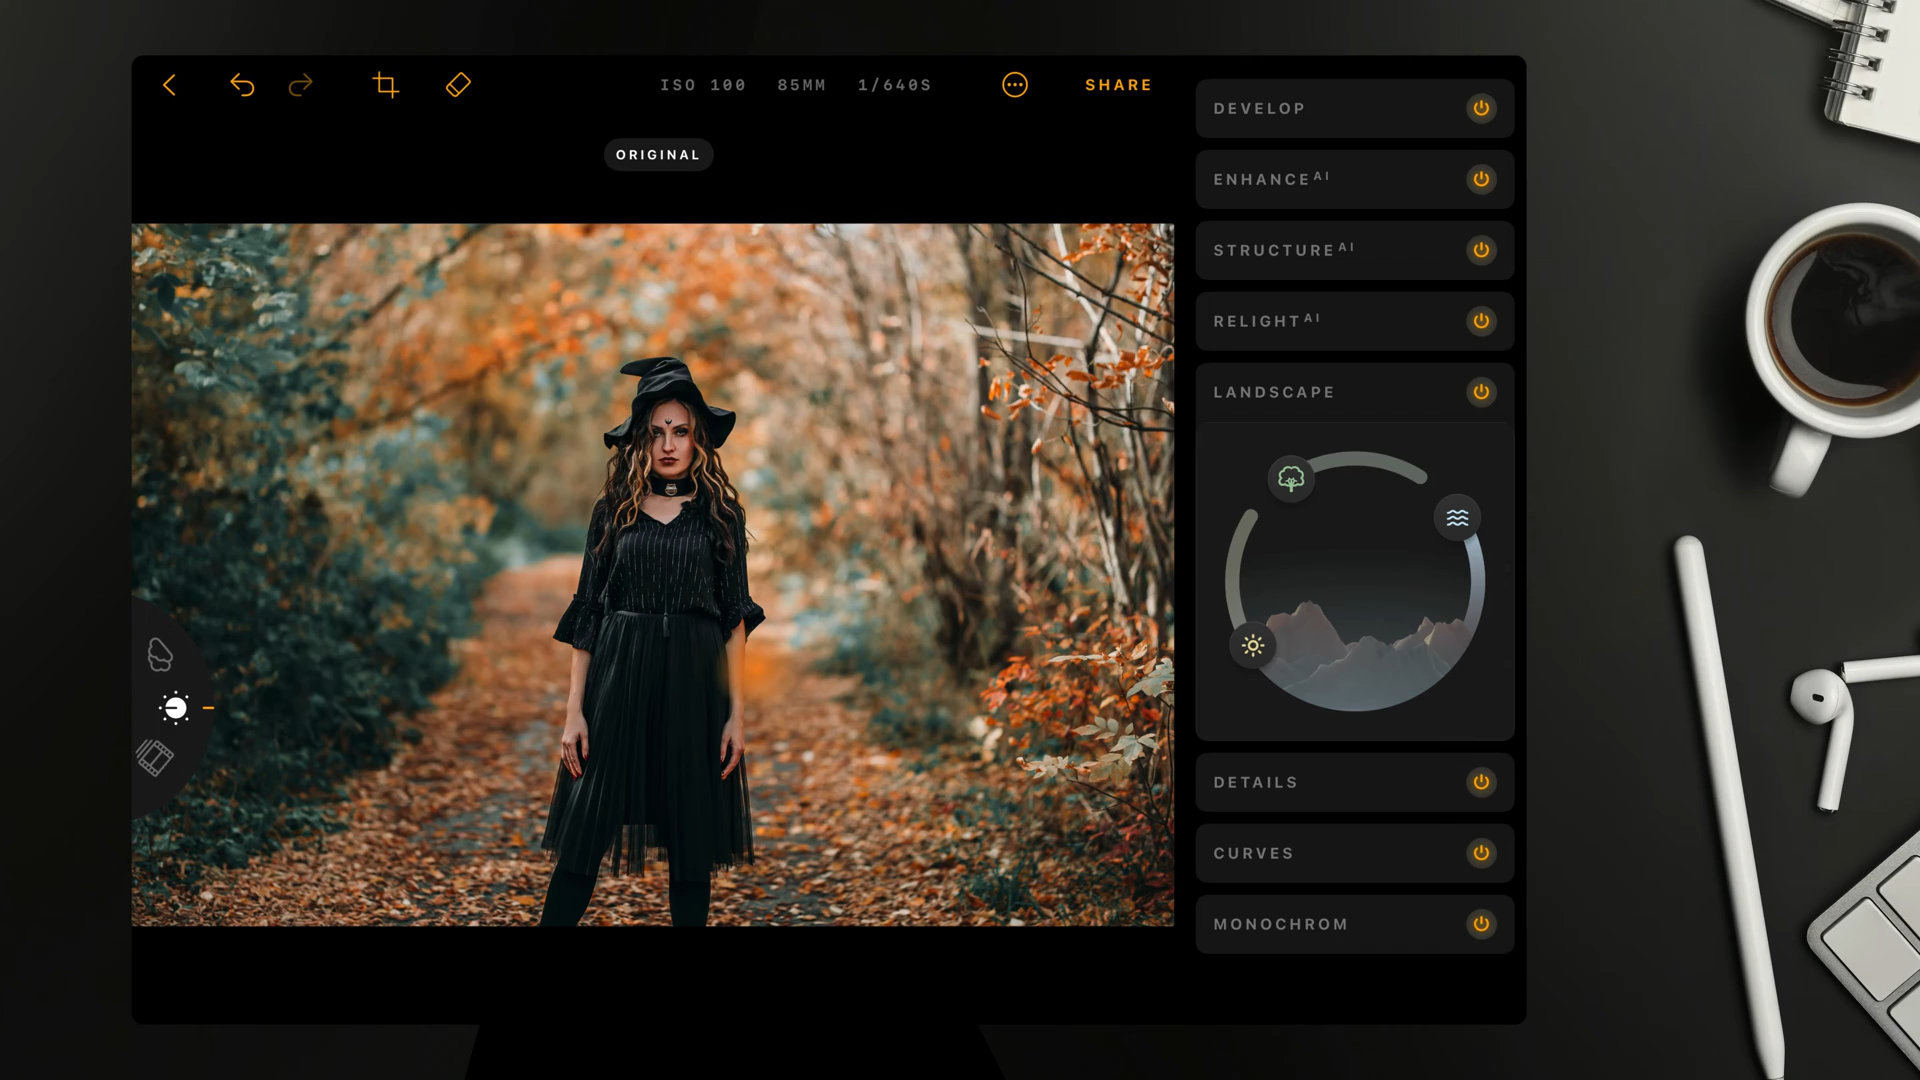 ISO 100 85MM 1/640S
SHARE
ORIGINAL
DEVELOP
ENHANCE AI
STRUCTURE AI
RELIGHT AI
LANDSCAPE
DETAILS
CURVES
MONOCHROM